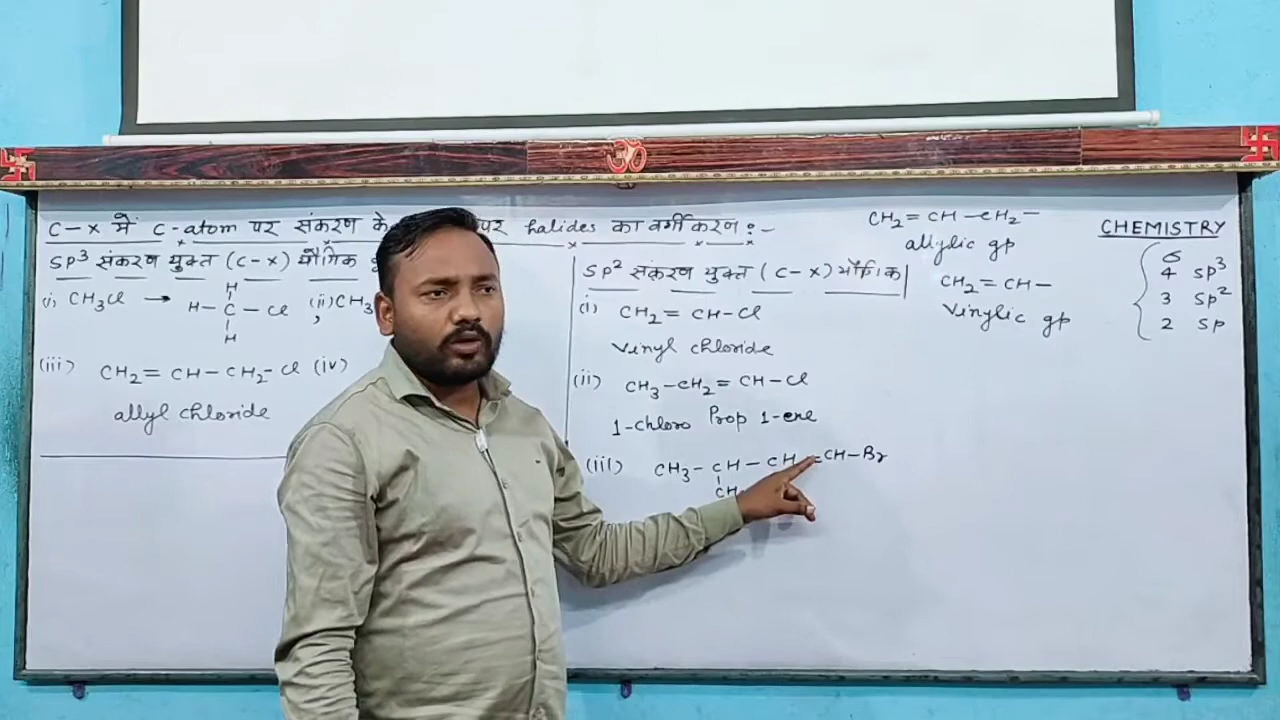 C-X में C-atom पर संकरण के पर halides का वर्गीकरण :-
SP³ संकरण युक्त (C-X) यौगिक
(i) CH₃Cl →
H
H-C-Cl
H
, (ii) CH₃
(iii) CH₂=CH-CH₂-Cl (iv)
allyl chloride
SP² संकरण युक्त (C-X) यौगिक
(i) CH₂=CH-Cl
Vinyl chloride
(ii) CH₃-CH₂=CH-Cl
1-chloro Prop 1-ene
(iii) CH₃-CH-CH=CH-Br
CH
CH₂=CH-CH₂-
allylic gp
CH₂=CH-
Vinylic gp
CHEMISTRY
σ
4 SP³
3 SP²
2 SP